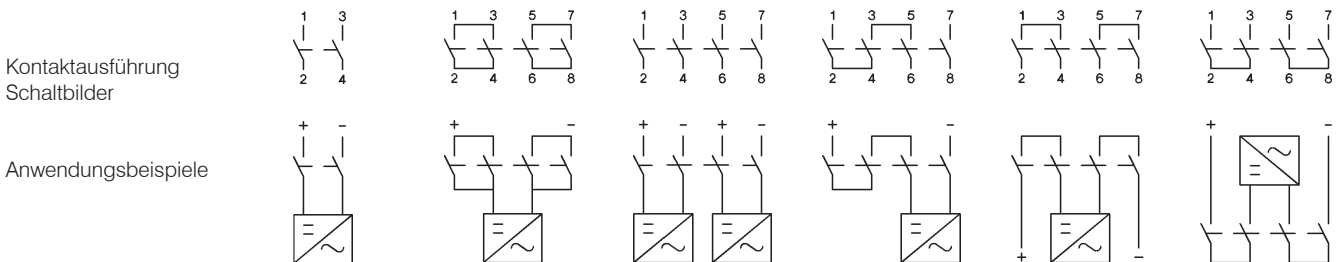 1 3 1 3 5 7 1 3 5 7 1 3 5 7 1 3 5 7 1 3 5 7
Kontaktausführung
Schaltbilder
2 4 2 4 6 8 2 4 6 8 2 4 6 8 2 4 6 8 2 4 6 8
+ − + − + − + − + − + −
Anwendungsbeispiele
= ~
= ~ = ~ = ~ = ~ = ~ = ~
+ −